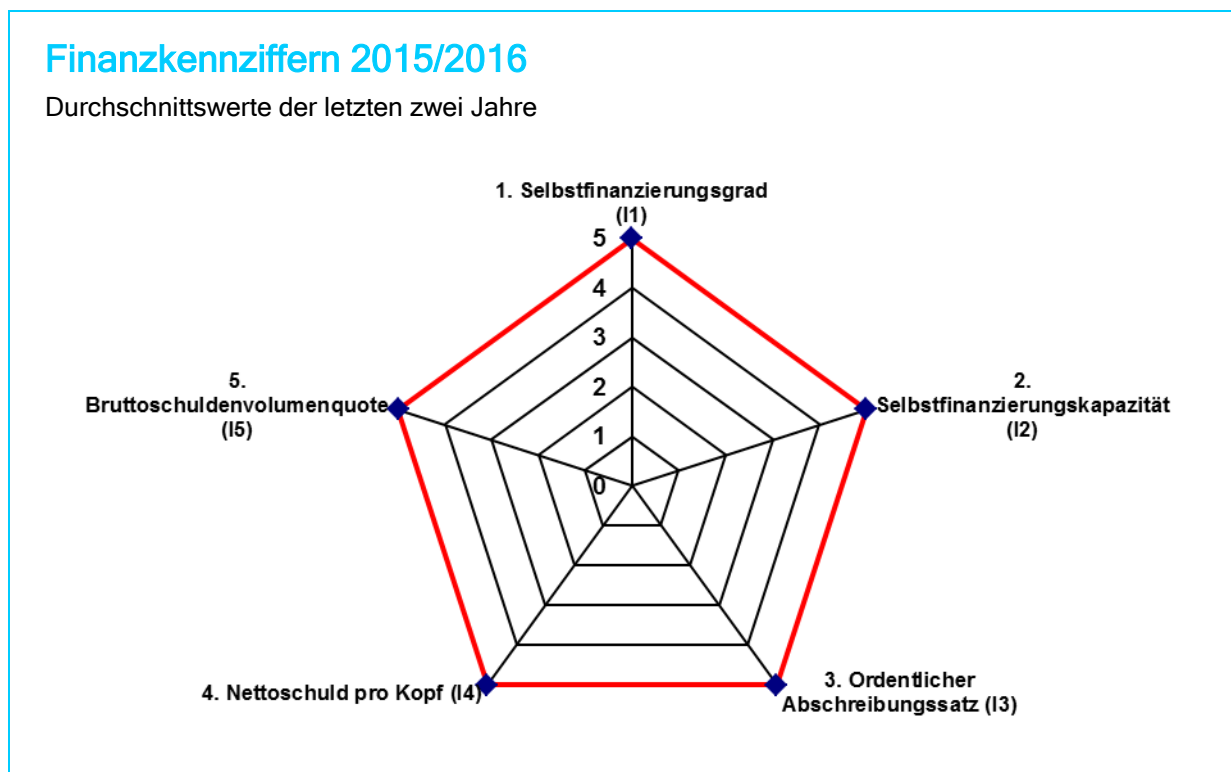 Finanzkennziffern 2015/2016
Durchschnittswerte der letzten zwei Jahre
1. Selbstfinanzierungsgrad
(I1)
5
4
3
2
1
0
2.
Selbstfinanzierungskapazität
(I2)
3. Ordentlicher
Abschreibungssatz (I3)
4. Nettoschuld pro Kopf (I4)
5.
Bruttoschuldenvolumenquote
(I5)